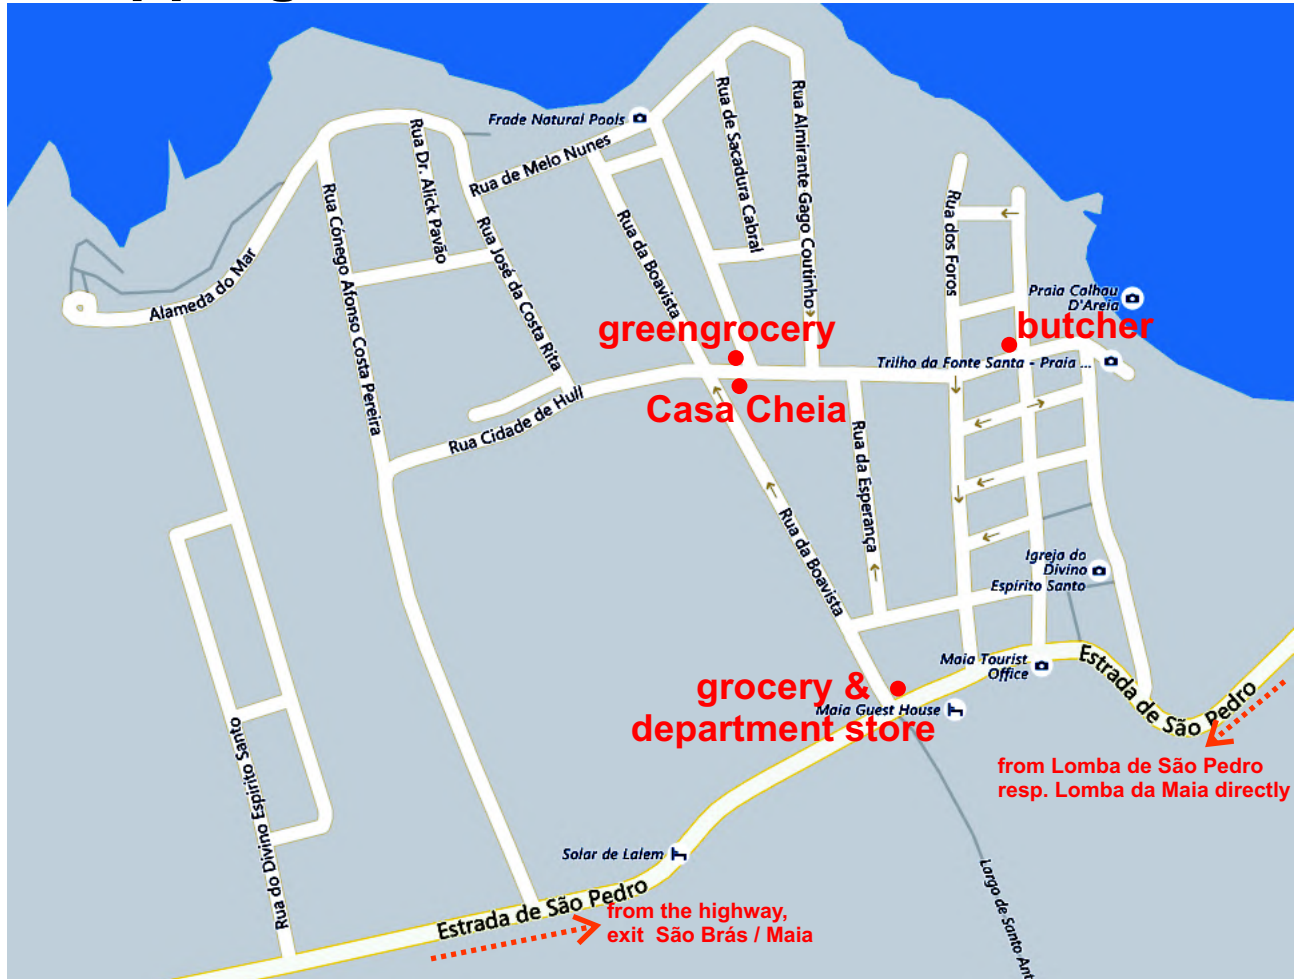 Frade Natural Pools
Rua de Melo Nunes
Rua Dr. Alick Pavão
Rua de Sacadura Cabral
Rua Almirante Gago Coutinho
Rua Cónego Afonso Costa Pereira
Rua José da Costa Rita
Rua da Boavista
Rua dos Foros
Alameda do Mar
Praia Calhau
D'Areia
greengrocery
butcher
Trilho da Fonte Santa - Praia ...
Casa Cheia
Rua Cidade de Hull
Rua da Esperança
Rua da Boavista
Igreja do
Divino
Espirito Santo
Maia Tourist
Office
Estrada de São Pedro
grocery &
Maia Guest House
department store
from Lomba de São Pedro
resp. Lomba da Maia directly
Rua do Divino Espirito Santo
Solar de Lalem
Largo de Santo Ant
Estrada de São Pedro
from the highway,
exit São Brás / Maia